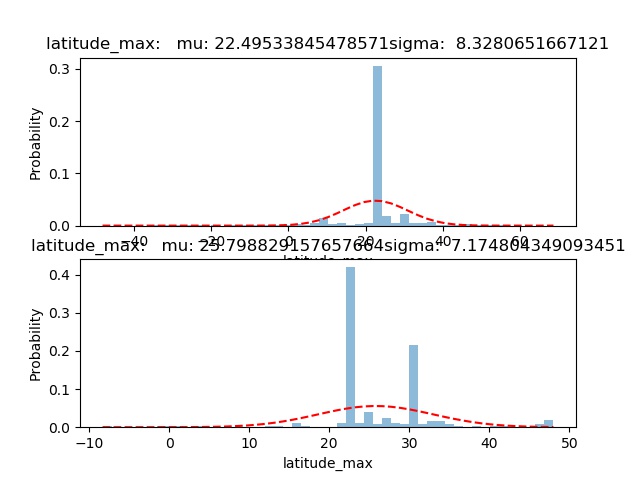 latitude_max:   mu: 22.49533845478571sigma:  8.3280651667121
0.3
0.2
0.1
0.0
Probability
−40 −20 0 20 40 60
latitude_max
latitude_max:   mu: 25.798829157657664sigma:  7.174804349093451
0.4
0.3
0.2
0.1
0.0
Probability
−10 0 10 20 30 40 50
latitude_max